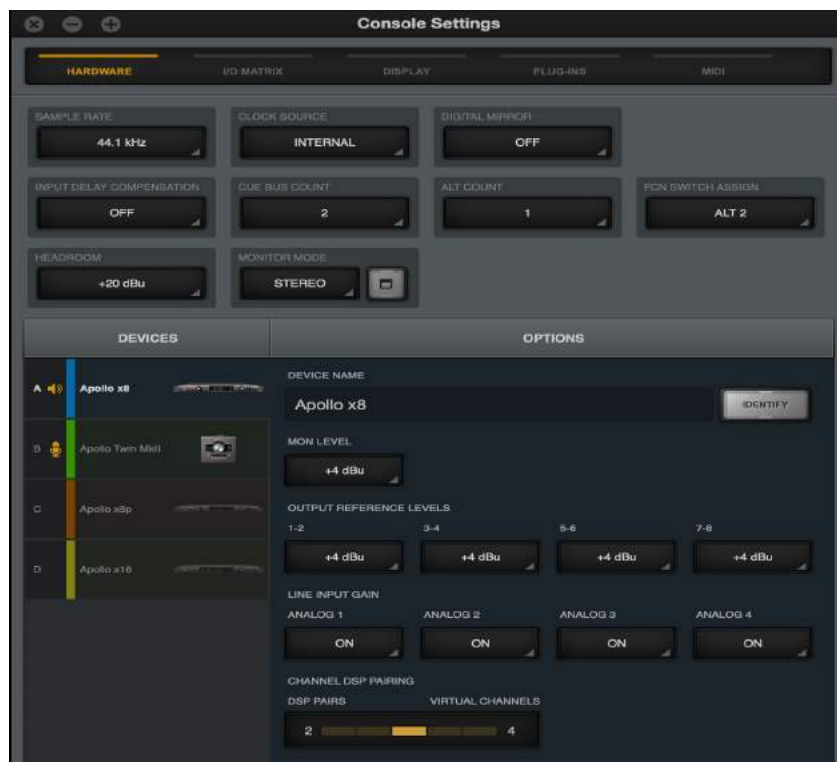 Console Settings
HARDWARE I/O MATRIX DISPLAY PLUG-INS MIDI
SAMPLE RATE CLOCK SOURCE DIGITAL MIRROR
44.1 kHz INTERNAL OFF
INPUT DELAY COMPENSATION CUE BUS COUNT ALT COUNT FCN SWITCH ASSIGN
OFF 2 1 ALT 2
HEADROOM MONITOR MODE
+20 dBu STEREO
DEVICES OPTIONS
DEVICE NAME
A Apollo x8 Apollo x8 IDENTIFY
MON LEVEL
B Apollo Twin MkII
+4 dBu
C Apollo x8p OUTPUT REFERENCE LEVELS
1-2 3-4 5-6 7-8
+4 dBu +4 dBu +4 dBu +4 dBu
D Apollo x16
LINE INPUT GAIN
ANALOG 1 ANALOG 2 ANALOG 3 ANALOG 4
ON ON ON ON
CHANNEL DSP PAIRING
DSP PAIRS VIRTUAL CHANNELS
2 4